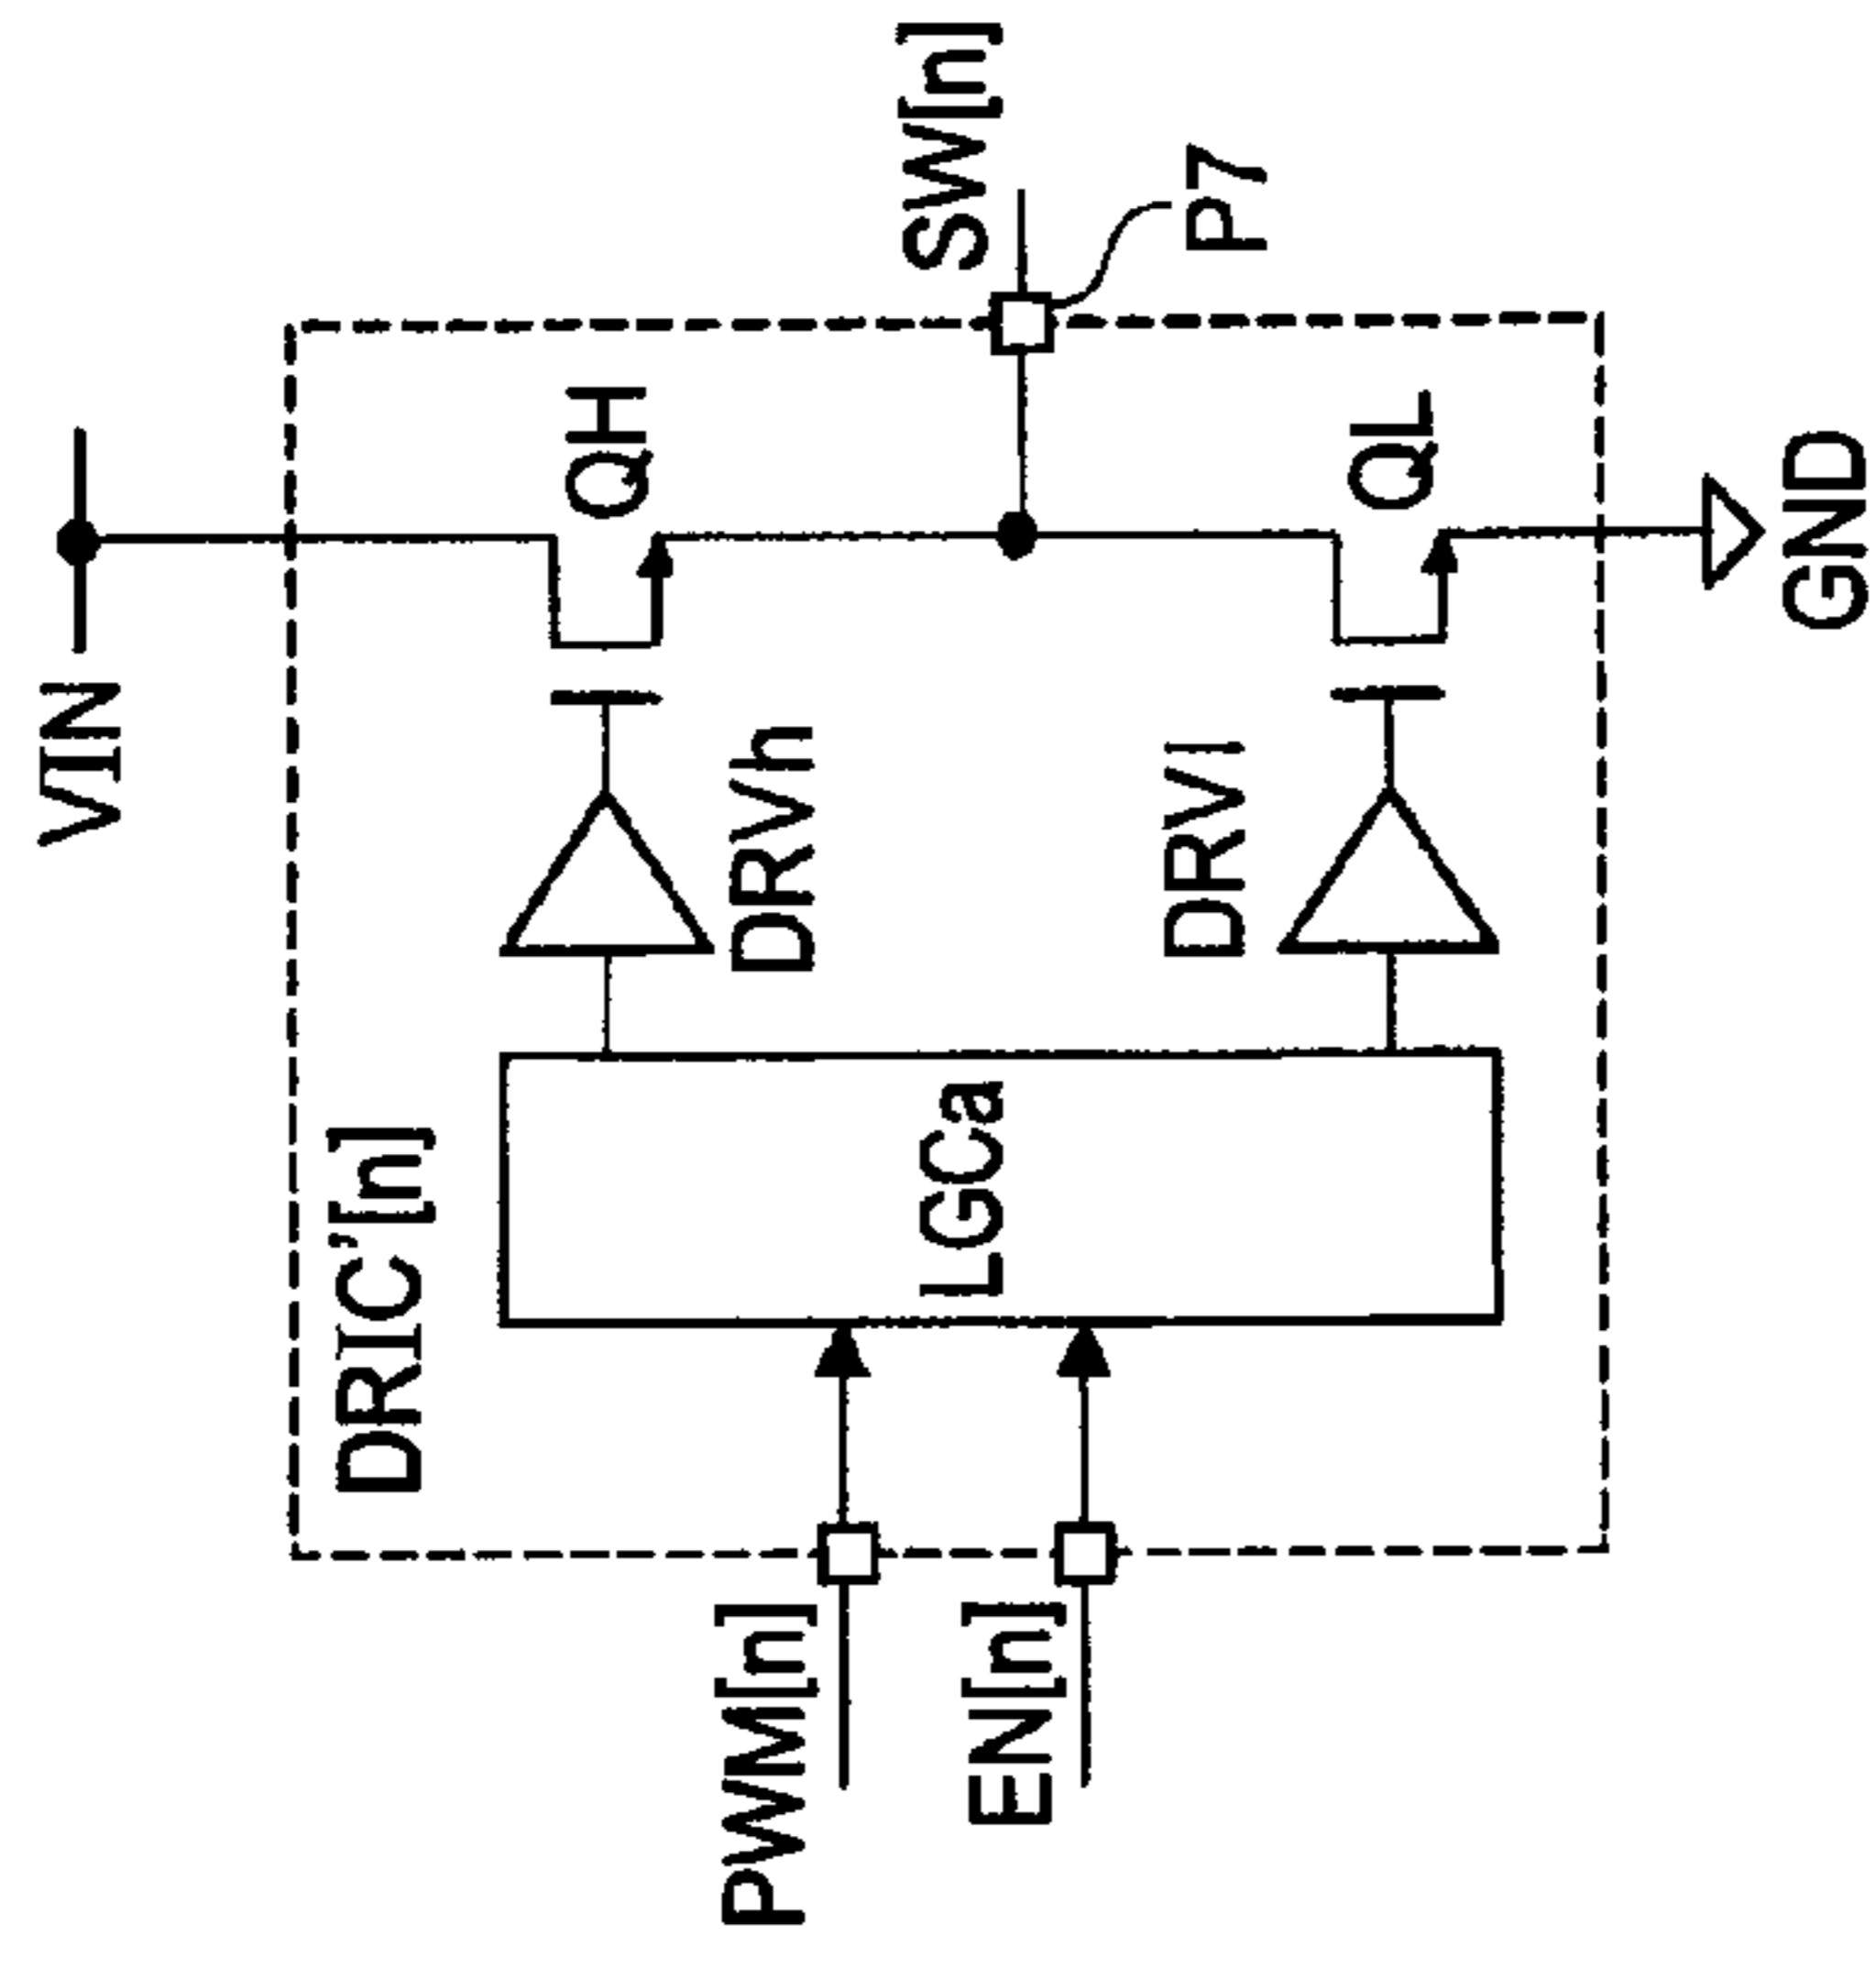 VIN
DRIC'[n]
QH
DRVh
PWM[n]
SW[n]
LGCa
P7
EN[n]
DRVl
QL
GND